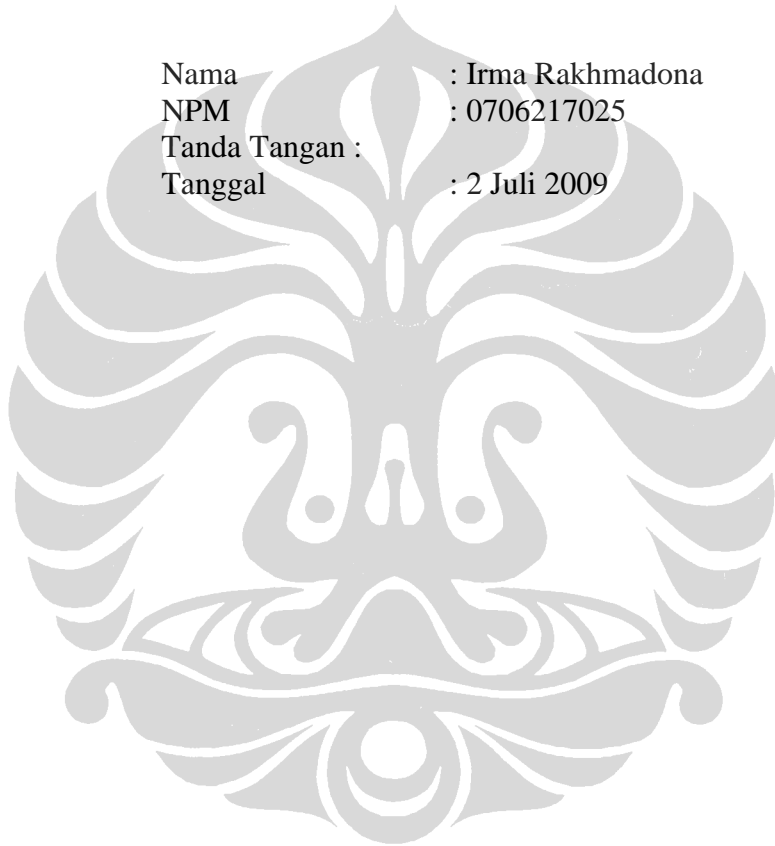 Nama : Irma Rakhmadona
NPM : 0706217025
Tanda Tangan :
Tanggal : 2 Juli 2009